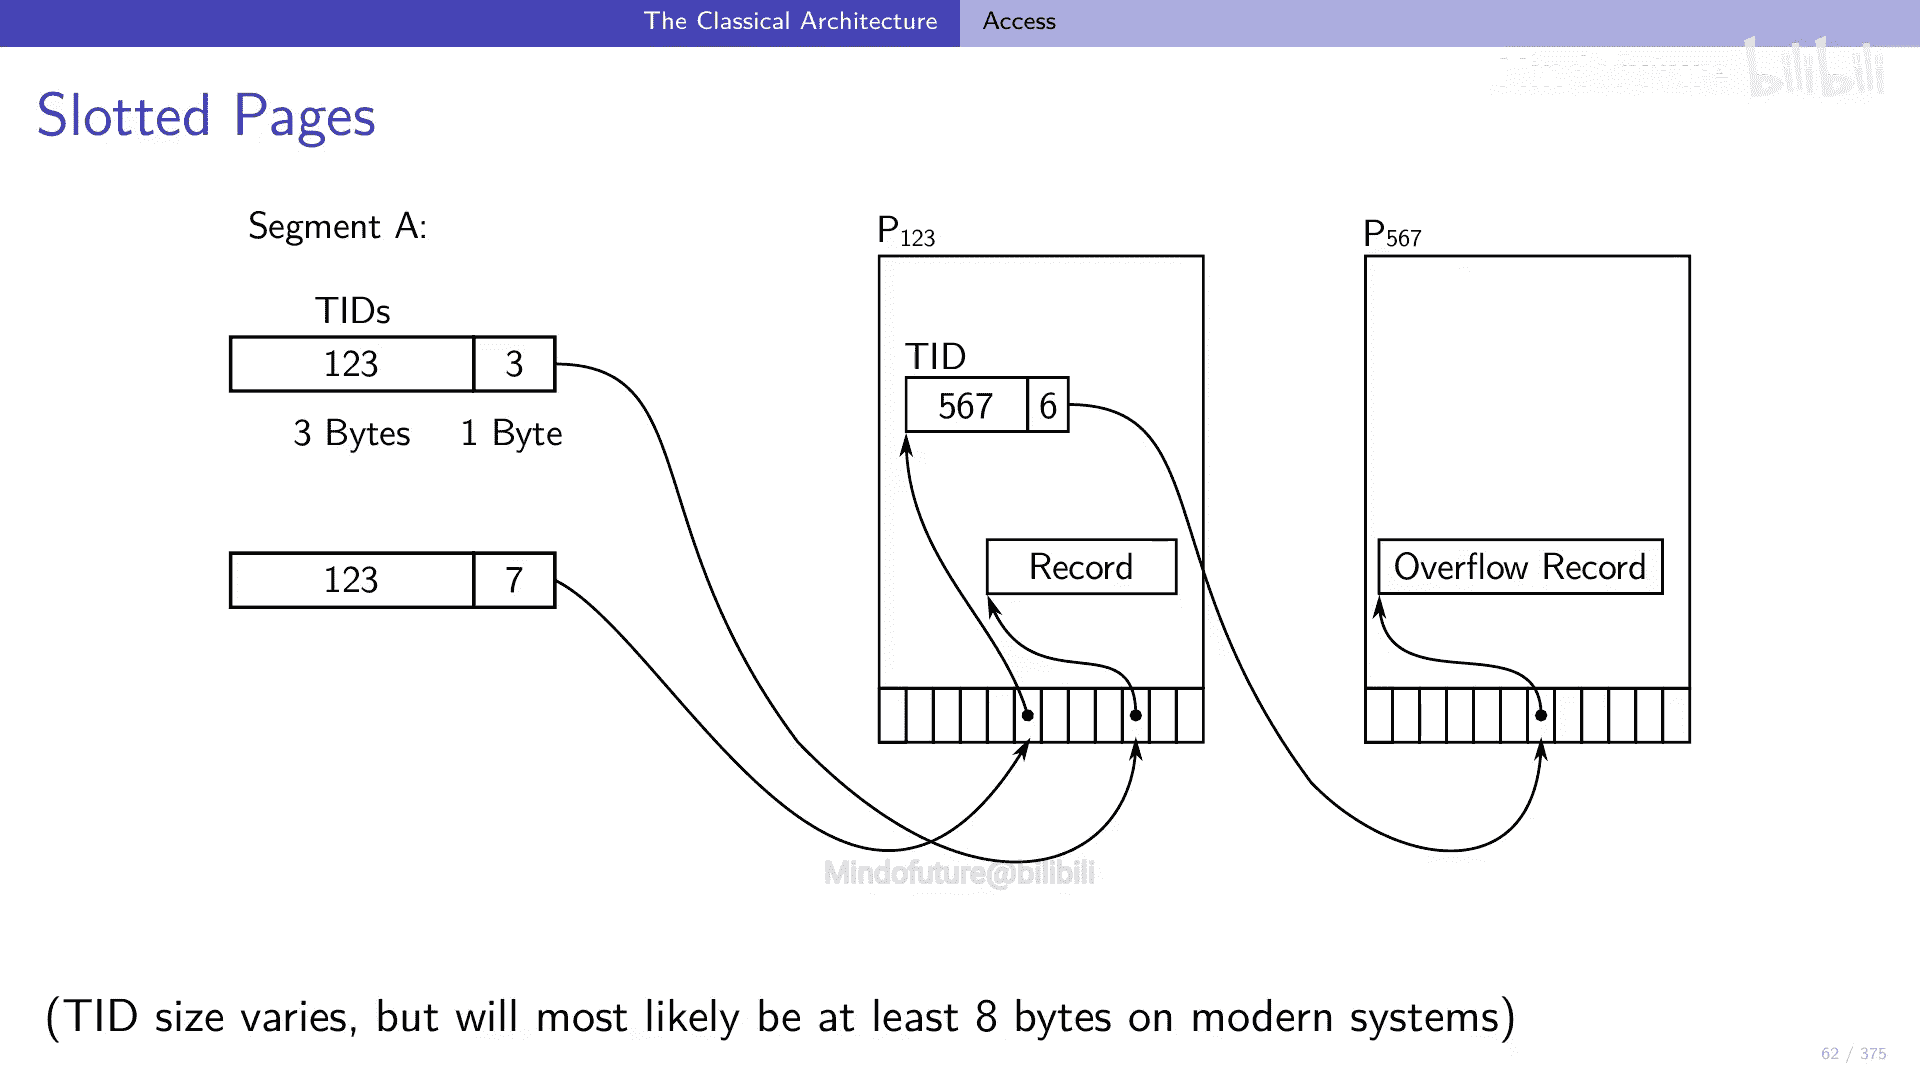 The Classical Architecture Access
bilibili
Slotted Pages
Segment A:
P123
P567
TIDs
123 3
3 Bytes 1 Byte
TID
567 6
123 7
Record
Overflow Record
Mindofuture@bilibili
(TID size varies, but will most likely be at least 8 bytes on modern systems)
62 / 375